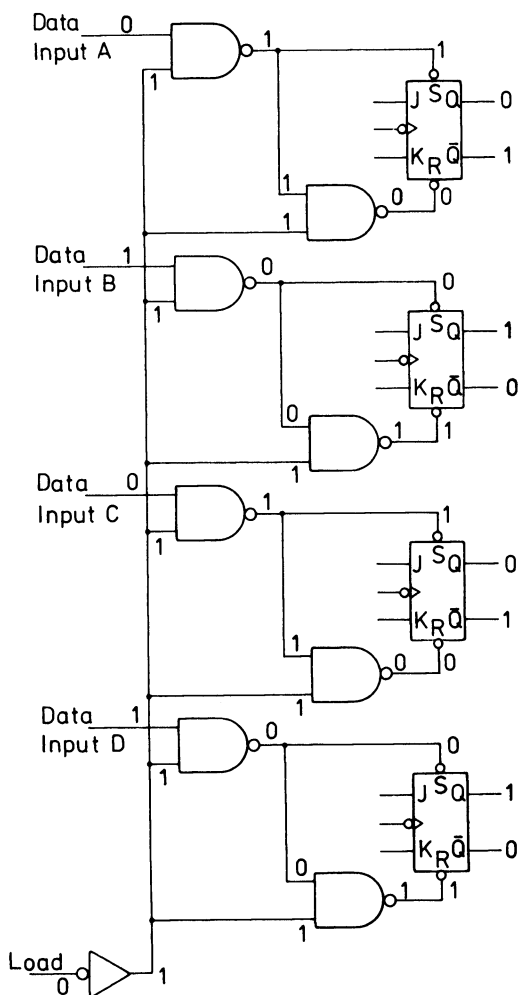 Data 0 1 1
Input A 1
J S Q 0
K R Q̄ 1
1 0 0
1
Data 1 0 0
Input B 1
J S Q 1
K R Q̄ 0
0 1 1
1
Data 0 1 1
Input C 1
J S Q 0
K R Q̄ 1
1 0 0
1
Data 1 0 0
Input D 1
J S Q 1
K R Q̄ 0
0 1 1
1
Load 0 1